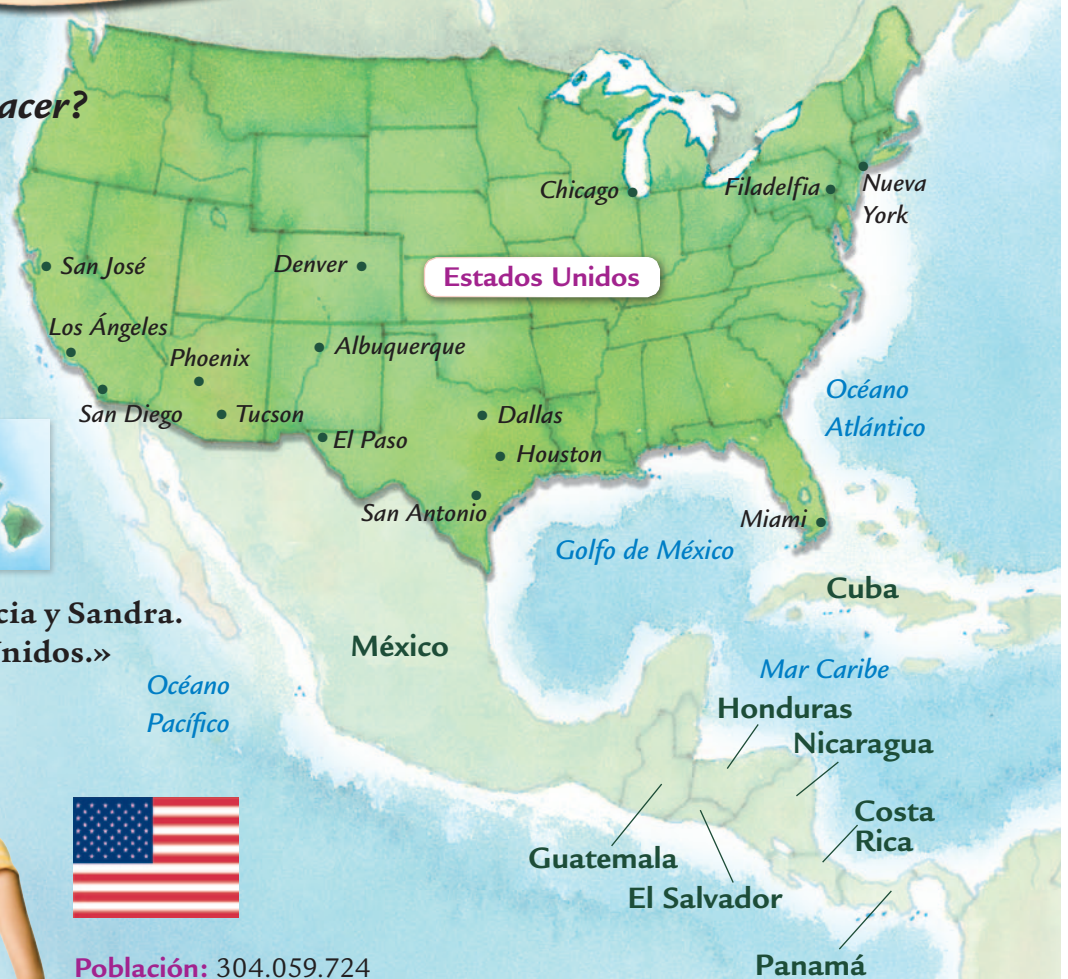 acer?
Chicago
Filadelfia
Nueva
York
San José
Denver
Estados Unidos
Los Ángeles
Phoenix
Albuquerque
San Diego
Tucson
El Paso
Dallas
Houston
San Antonio
Miami
Océano
Atlántico
Golfo de México
Cuba
cia y Sandra.
Unidos.»
México
Océano
Pacífico
Mar Caribe
Honduras
Nicaragua
Costa
Rica
Guatemala
El Salvador
Panamá
Población: 304.059.724